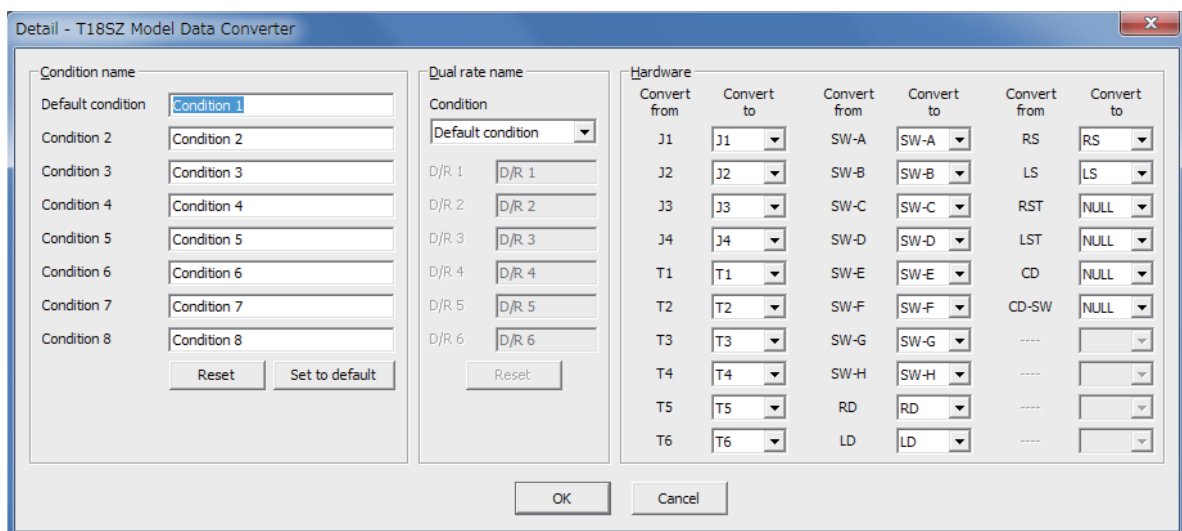 Detail - T18SZ Model Data Converter
x
Condition name
Default condition Condition 1
Condition 2 Condition 2
Condition 3 Condition 3
Condition 4 Condition 4
Condition 5 Condition 5
Condition 6 Condition 6
Condition 7 Condition 7
Condition 8 Condition 8
Reset Set to default
Dual rate name
Condition
Default condition
D/R 1 D/R 1
D/R 2 D/R 2
D/R 3 D/R 3
D/R 4 D/R 4
D/R 5 D/R 5
D/R 6 D/R 6
Reset
Hardware
Convert Convert Convert Convert Convert Convert
from to from to from to
J1 J1 SW-A SW-A RS RS
J2 J2 SW-B SW-B LS LS
J3 J3 SW-C SW-C RST NULL
J4 J4 SW-D SW-D LST NULL
T1 T1 SW-E SW-E CD NULL
T2 T2 SW-F SW-F CD-SW NULL
T3 T3 SW-G SW-G ----
T4 T4 SW-H SW-H ----
T5 T5 RD RD ----
T6 T6 LD LD ----
OK Cancel